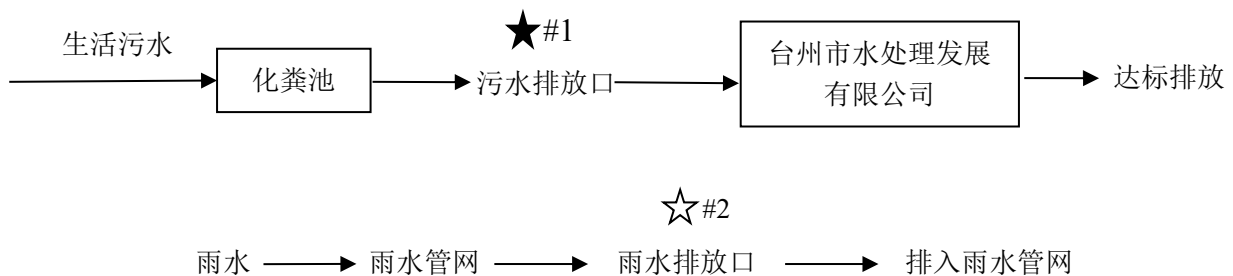 ★#1
生活污水
化粪池
污水排放口
台州市水处理发展
有限公司
达标排放
☆#2
雨水
雨水管网
雨水排放口
排入雨水管网